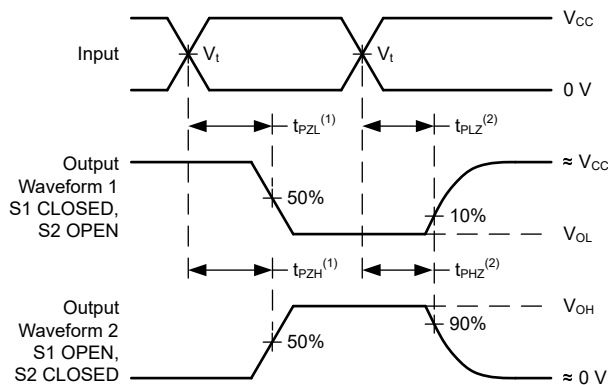 V_CC
Input
V_t
V_t
0 V
t_PZL^(1)
t_PLZ^(2)
Output
Waveform 1
S1 CLOSED,
S2 OPEN
≈ V_CC
50%
10%
V_OL
t_PZH^(1)
t_PHZ^(2)
Output
Waveform 2
S1 OPEN,
S2 CLOSED
V_OH
50%
90%
≈ 0 V